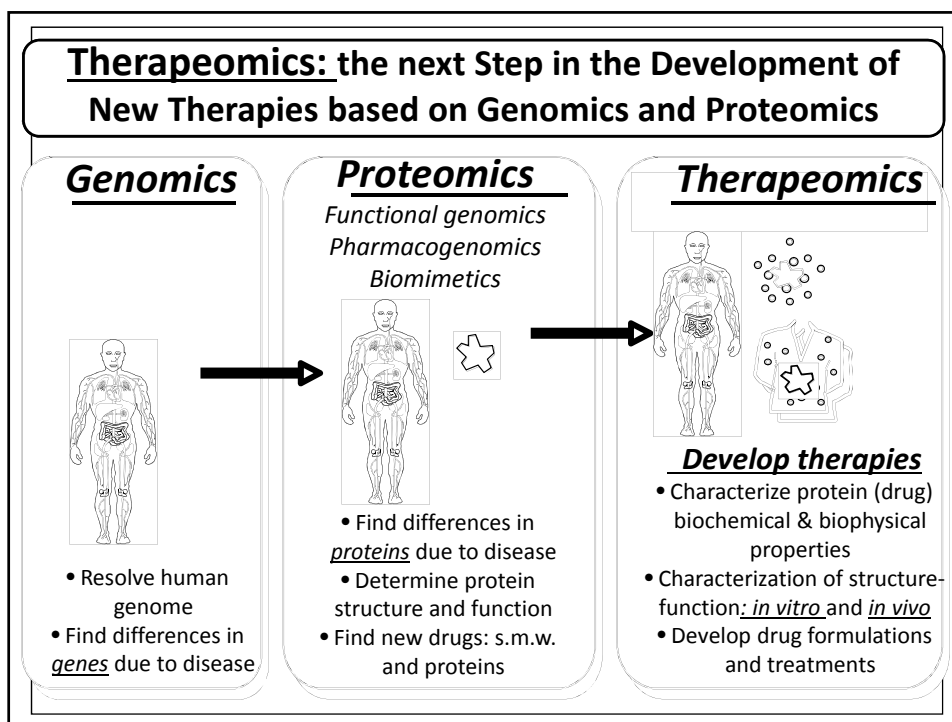 Therapeomics: the next Step in the Development of
New Therapies based on Genomics and Proteomics
Genomics
• Resolve human
genome
• Find differences in
genes due to disease
Proteomics
Functional genomics
Pharmacogenomics
Biomimetics
• Find differences in
proteins due to disease
• Determine protein
structure and function
• Find new drugs: s.m.w.
and proteins
Therapeomics
Develop therapies
• Characterize protein (drug)
biochemical & biophysical
properties
• Characterization of structure-
function: in vitro and in vivo
• Develop drug formulations
and treatments